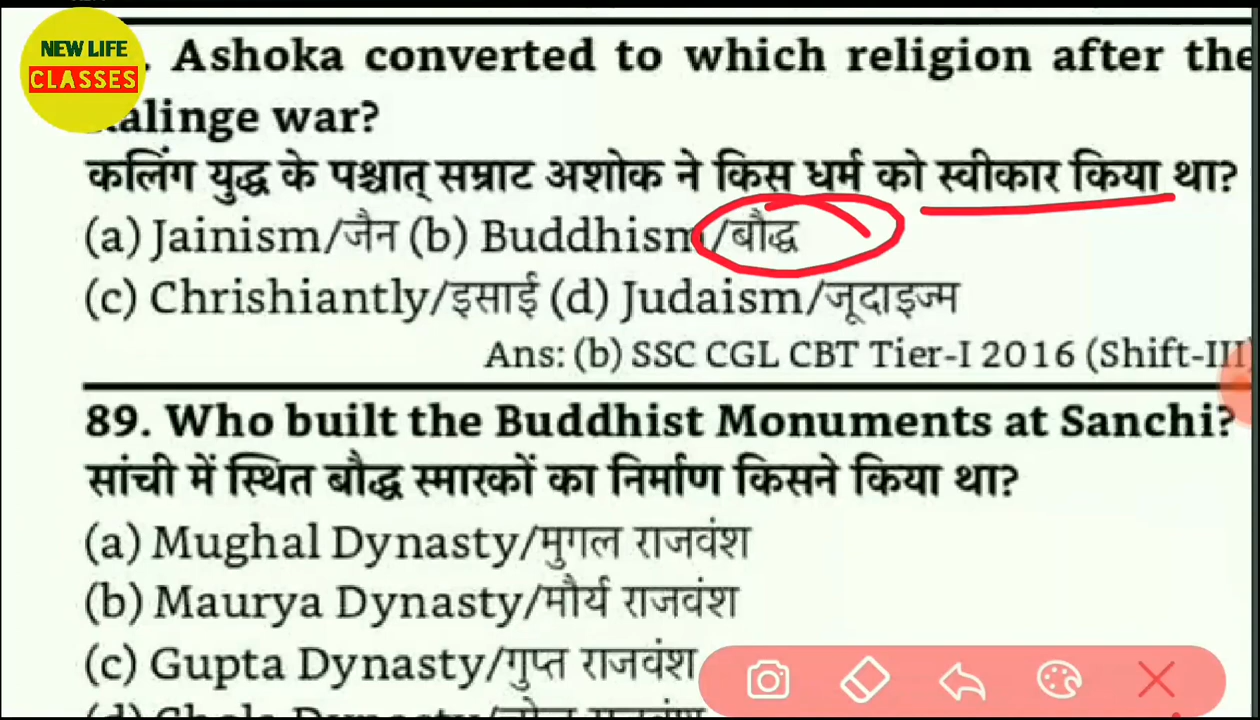 NEW LIFE
CLASSES
. Ashoka converted to which religion after the
alinge war?
कलिंग युद्ध के पश्चात् सम्राट अशोक ने किस धर्म को स्वीकार किया था?
(a) Jainism/जैन (b) Buddhism/बौद्ध
(c) Chrishiantly/इसाई (d) Judaism/जूदाइज्म
Ans: (b) SSC CGL CBT Tier-I 2016 (Shift-III)
89. Who built the Buddhist Monuments at Sanchi?
सांची में स्थित बौद्ध स्मारकों का निर्माण किसने किया था?
(a) Mughal Dynasty/मुगल राजवंश
(b) Maurya Dynasty/मौर्य राजवंश
(c) Gupta Dynasty/गुप्त राजवंश